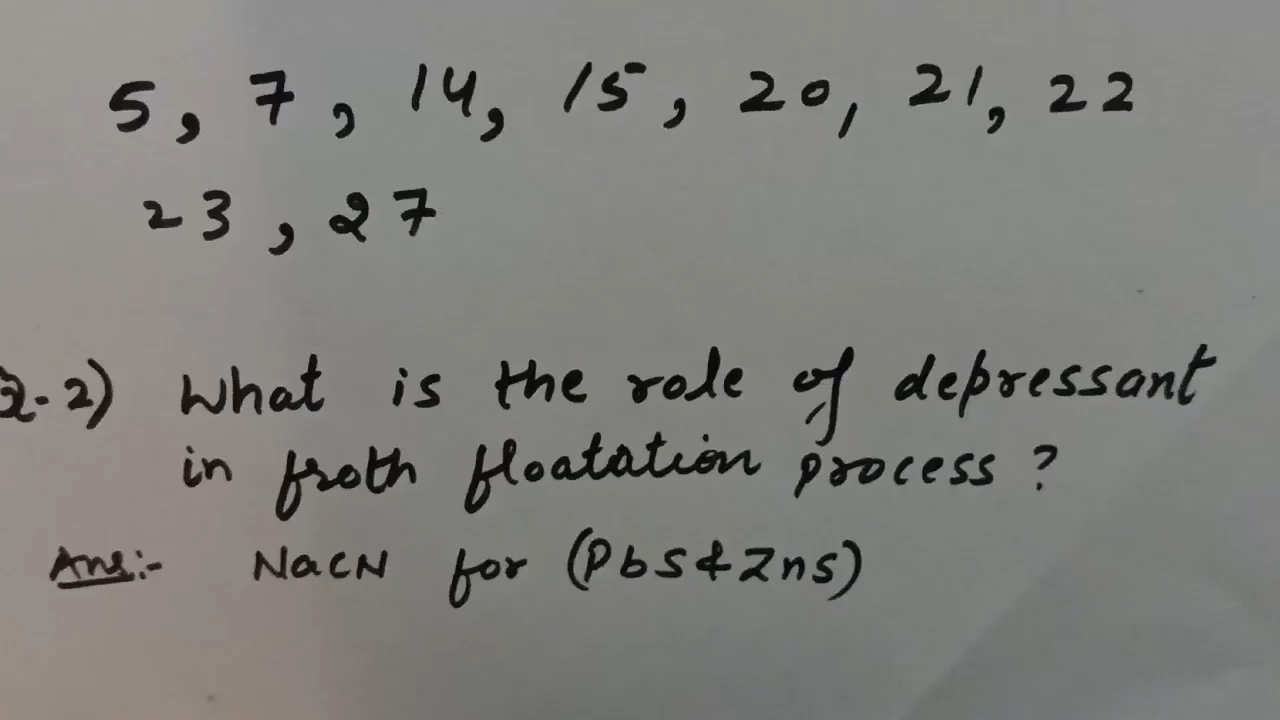 5, 7, 14, 15, 20, 21, 22
23, 27
Q.2) What is the role of depressant
in froth floatation process ?
Ans:- NaCN for (PbS & Zns)